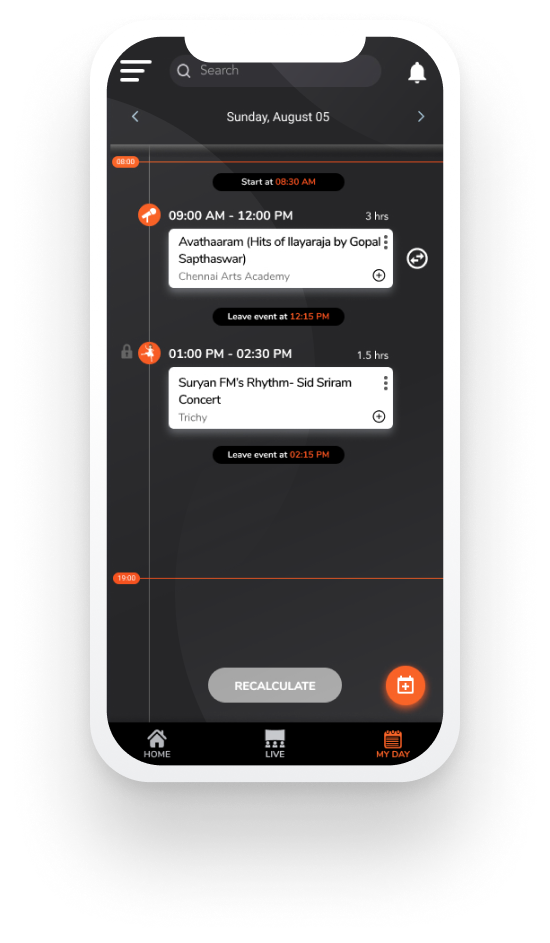 Search
Sunday, August 05
08:00
Start at 08:30 AM
09:00 AM - 12:00 PM
3 hrs
Avathaaram (Hits of Ilayaraja by Gopal
Sapthaswar)
Chennai Arts Academy
Leave event at 12:15 PM
01:00 PM - 02:30 PM
1.5 hrs
Suryan FM's Rhythm- Sid Sriram
Concert
Trichy
Leave event at 02:15 PM
19:00
RECALCULATE
HOME
LIVE
MY DAY